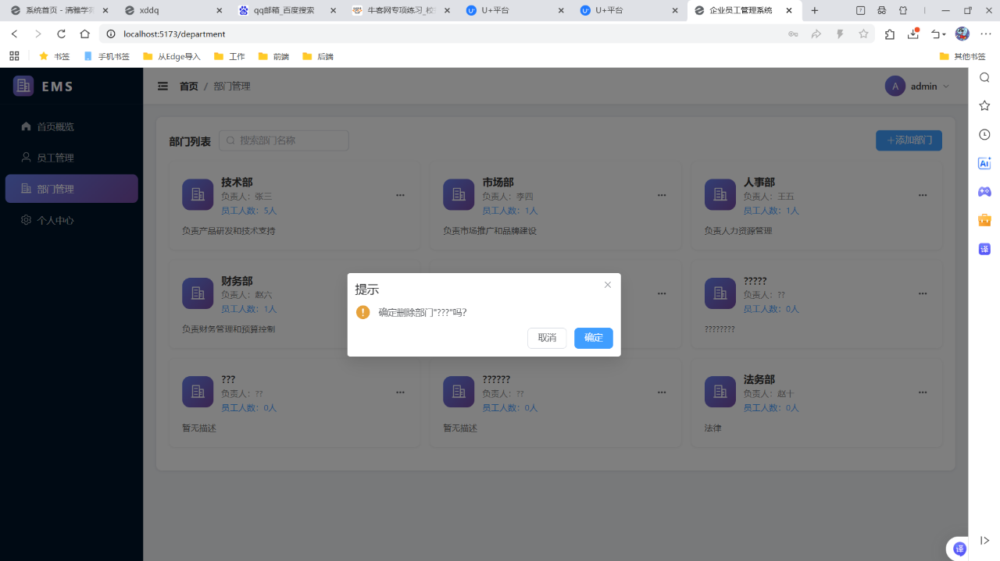 系统首页 - 清雅学苑
xddq
qq邮箱_百度搜索
牛客网专项练习_校
U+平台
U+平台
企业员工管理系统
localhost:5173/department
书签
手机书签
从Edge导入
工作
前端
后端
其他书签
EMS
首页 / 部门管理
A
admin
首页概览
员工管理
部门管理
个人中心
部门列表
搜索部门名称
+添加部门
技术部
负责人：张三
员工人数：5人
负责产品研发和技术支持
市场部
负责人：李四
员工人数：1人
负责市场推广和品牌建设
人事部
负责人：王五
员工人数：1人
负责人力资源管理
财务部
负责人：赵六
员工人数：1人
负责财务管理和预算控制
?????
负责人：??
员工人数：0人
????????
提示
确定删除部门"???"吗?
取消
确定
???
负责人：??
员工人数：0人
暂无描述
??????
负责人：??
员工人数：0人
暂无描述
法务部
负责人：赵十
员工人数：0人
法律
AI
译
译